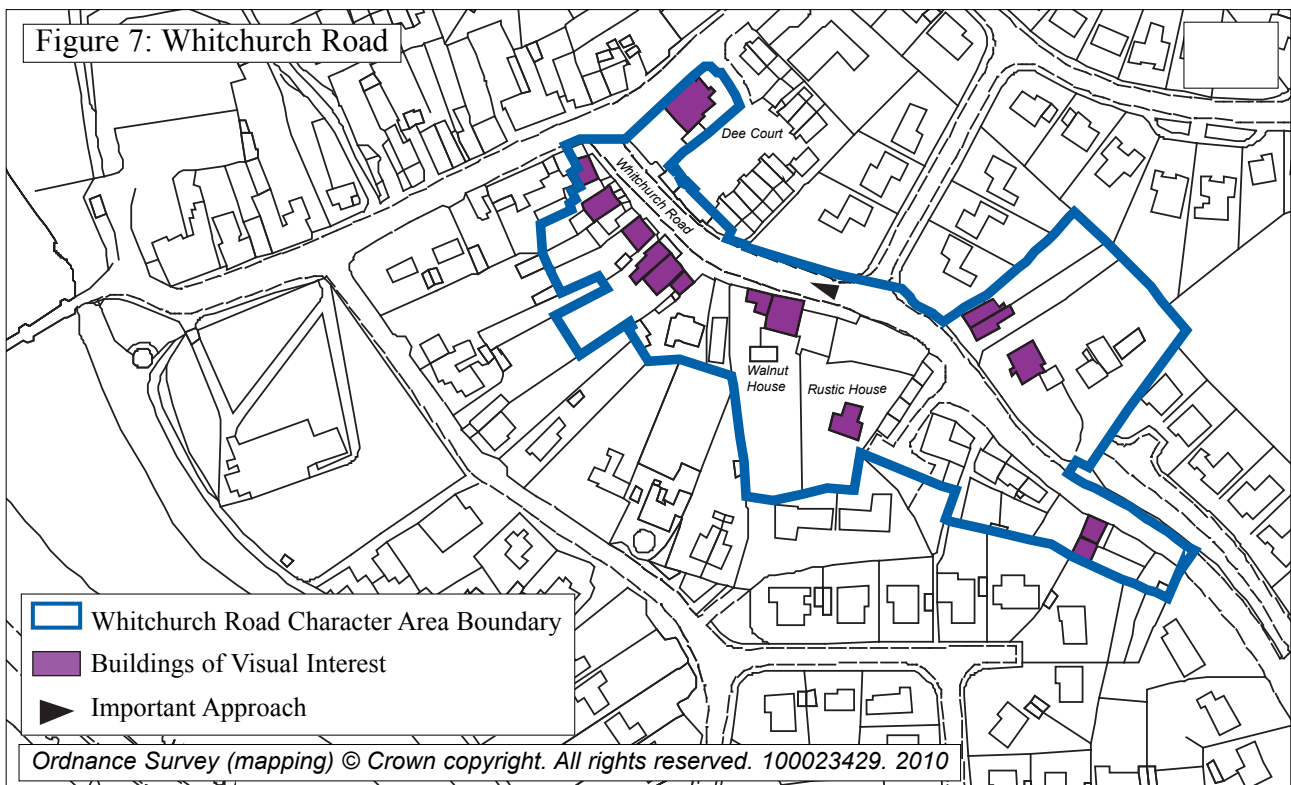 Figure 7: Whitchurch Road
Dee Court
Whitchurch Road
Walnut
House
Rustic House
Whitchurch Road Character Area Boundary
Buildings of Visual Interest
Important Approach
Ordnance Survey (mapping) © Crown copyright. All rights reserved. 100023429. 2010